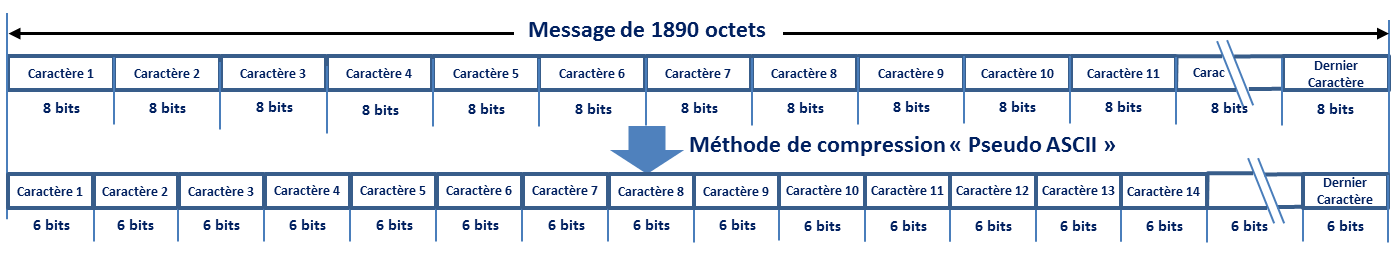 Message de 1890 octets
Caractère 1 Caractère 2 Caractère 3 Caractère 4 Caractère 5 Caractère 6 Caractère 7 Caractère 8 Caractère 9 Caractère 10 Caractère 11 Carac Dernier Caractère
8 bits 8 bits 8 bits 8 bits 8 bits 8 bits 8 bits 8 bits 8 bits 8 bits 8 bits 8 bits 8 bits
Méthode de compression « Pseudo ASCII »
Caractère 1 Caractère 2 Caractère 3 Caractère 4 Caractère 5 Caractère 6 Caractère 7 Caractère 8 Caractère 9 Caractère 10 Caractère 11 Caractère 12 Caractère 13 Caractère 14 Dernier Caractère
6 bits 6 bits 6 bits 6 bits 6 bits 6 bits 6 bits 6 bits 6 bits 6 bits 6 bits 6 bits 6 bits 6 bits 6 bits 6 bits